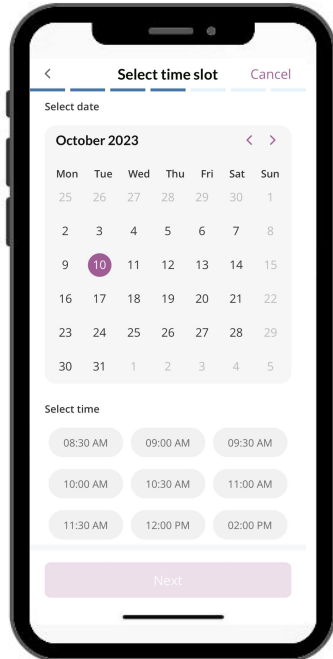 Select time slot Cancel
Select date
October 2023
Mon Tue Wed Thu Fri Sat Sun
25 26 27 28 29 30 1
2 3 4 5 6 7 8
9 10 11 12 13 14 15
16 17 18 19 20 21 22
23 24 25 26 27 28 29
30 31 1 2 3 4 5
Select time
08:30 AM 09:00 AM 09:30 AM
10:00 AM 10:30 AM 11:00 AM
11:30 AM 12:00 PM 02:00 PM
Next